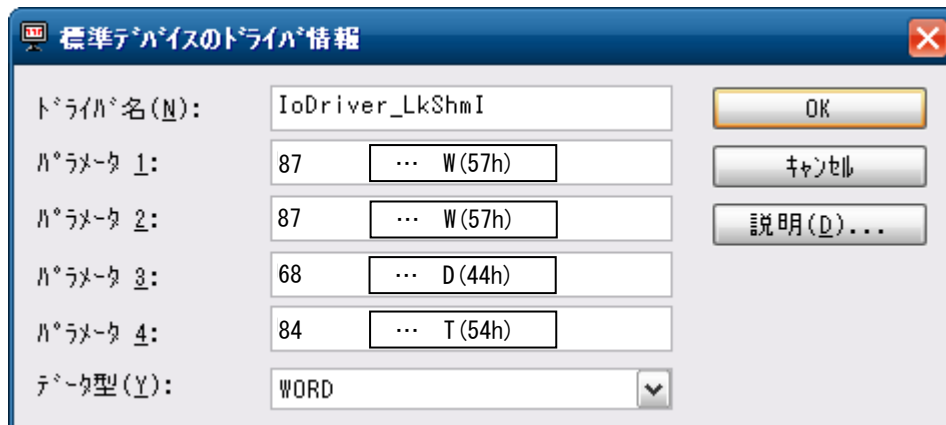 標準ﾃﾞﾊﾞｲｽのﾄﾞﾗｲﾊﾞ情報
ﾄﾞﾗｲﾊﾞ名(N): IoDriver_LkShmI OK
ﾊﾟﾗﾒｰﾀ 1: 87 … W(57h) ｷｬﾝｾﾙ
ﾊﾟﾗﾒｰﾀ 2: 87 … W(57h) 説明(D)...
ﾊﾟﾗﾒｰﾀ 3: 68 … D(44h)
ﾊﾟﾗﾒｰﾀ 4: 84 … T(54h)
ﾃﾞｰﾀ型(Y): WORD